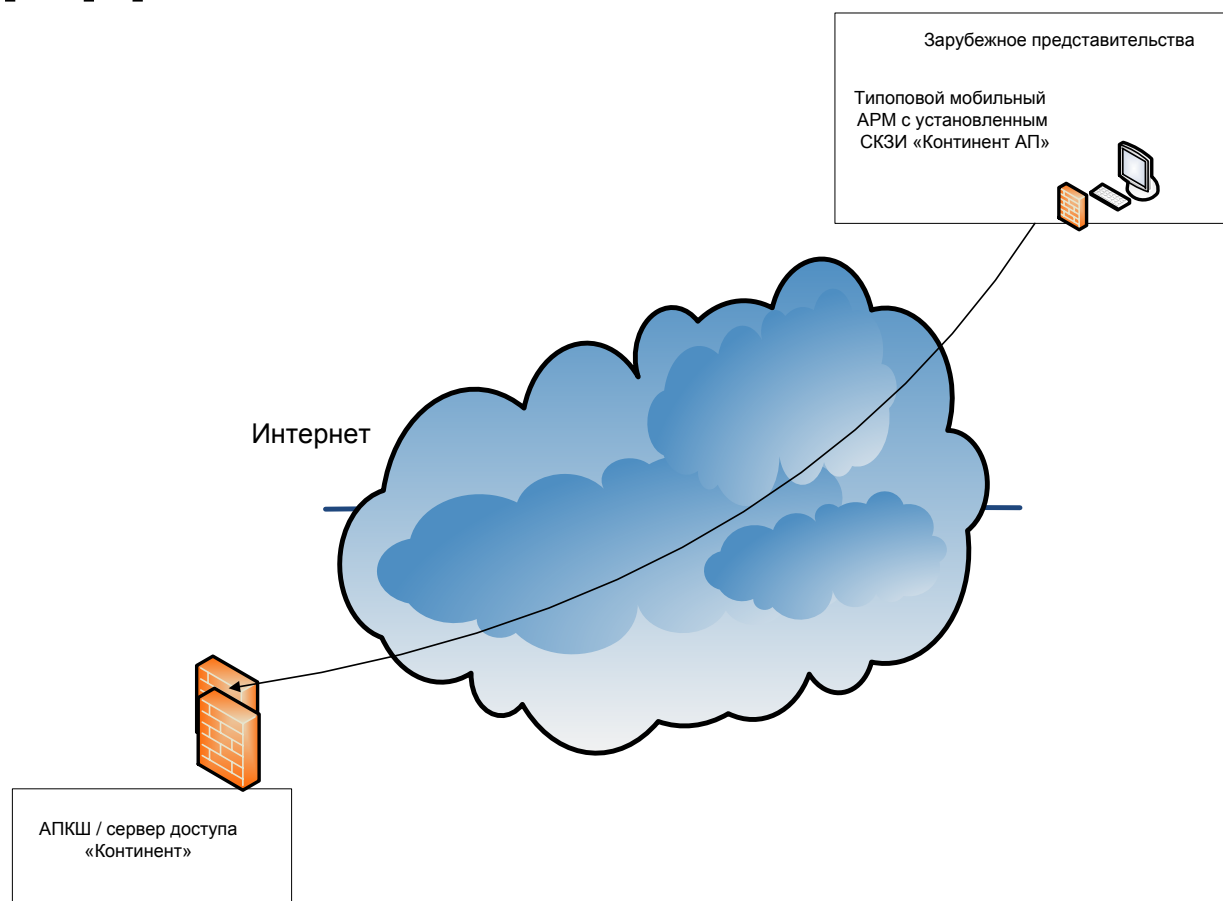 Зарубежное представительства
Типоповой мобильный
АРМ с установленным
СКЗИ «Континент АП»
Интернет
АПКШ / сервер доступа
«Континент»